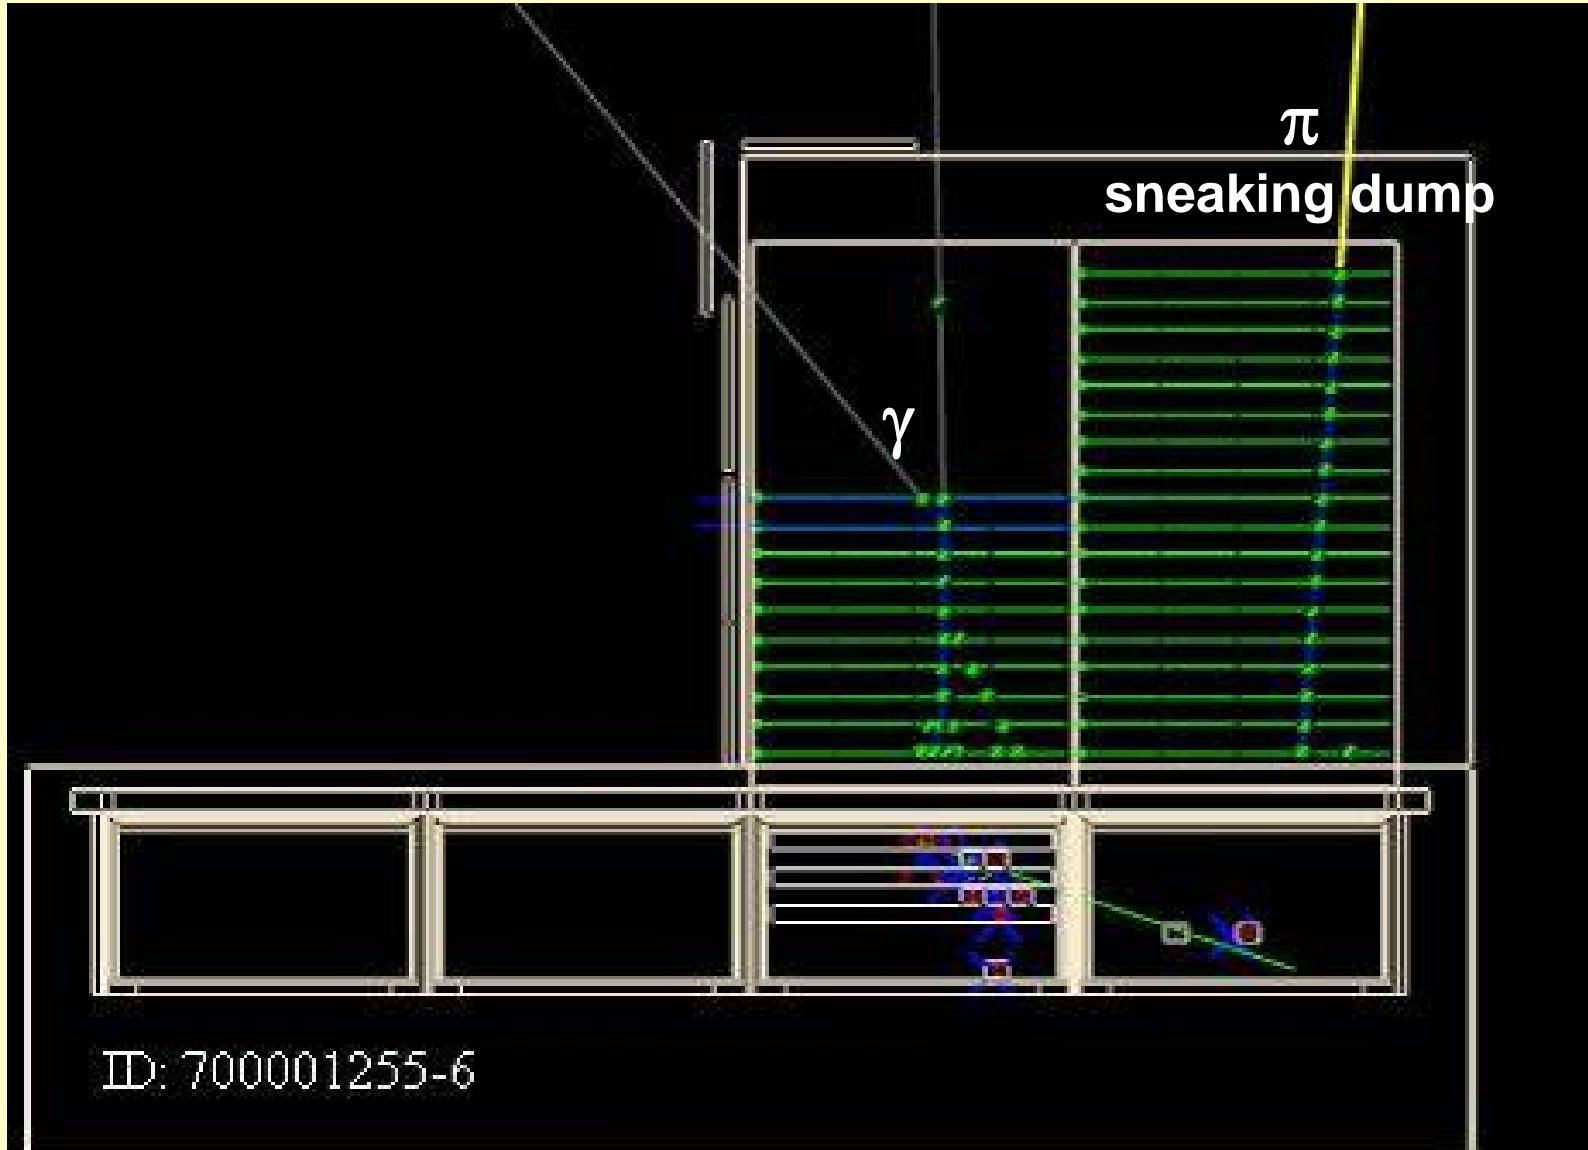 π
sneaking dump
γ
ID: 700001255-6